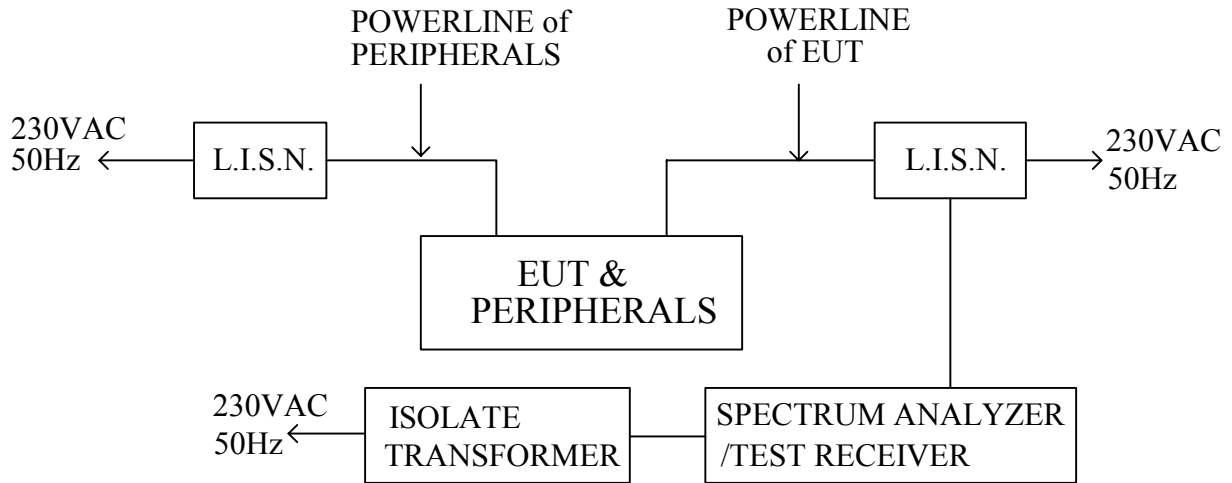 POWERLINE of
PERIPHERALS
POWERLINE
of EUT
230VAC
50Hz
L.I.S.N.
L.I.S.N.
230VAC
50Hz
EUT &
PERIPHERALS
230VAC
50Hz
ISOLATE
TRANSFORMER
SPECTRUM ANALYZER
/TEST RECEIVER